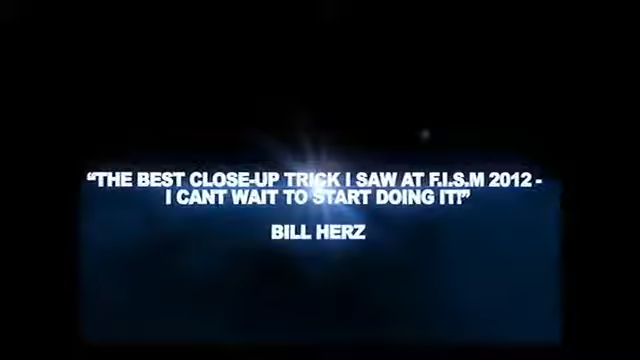 “THE BEST CLOSE-UP TRICK I SAW AT F.I.S.M 2012 -
I CANT WAIT TO START DOING IT!”
BILL HERZ